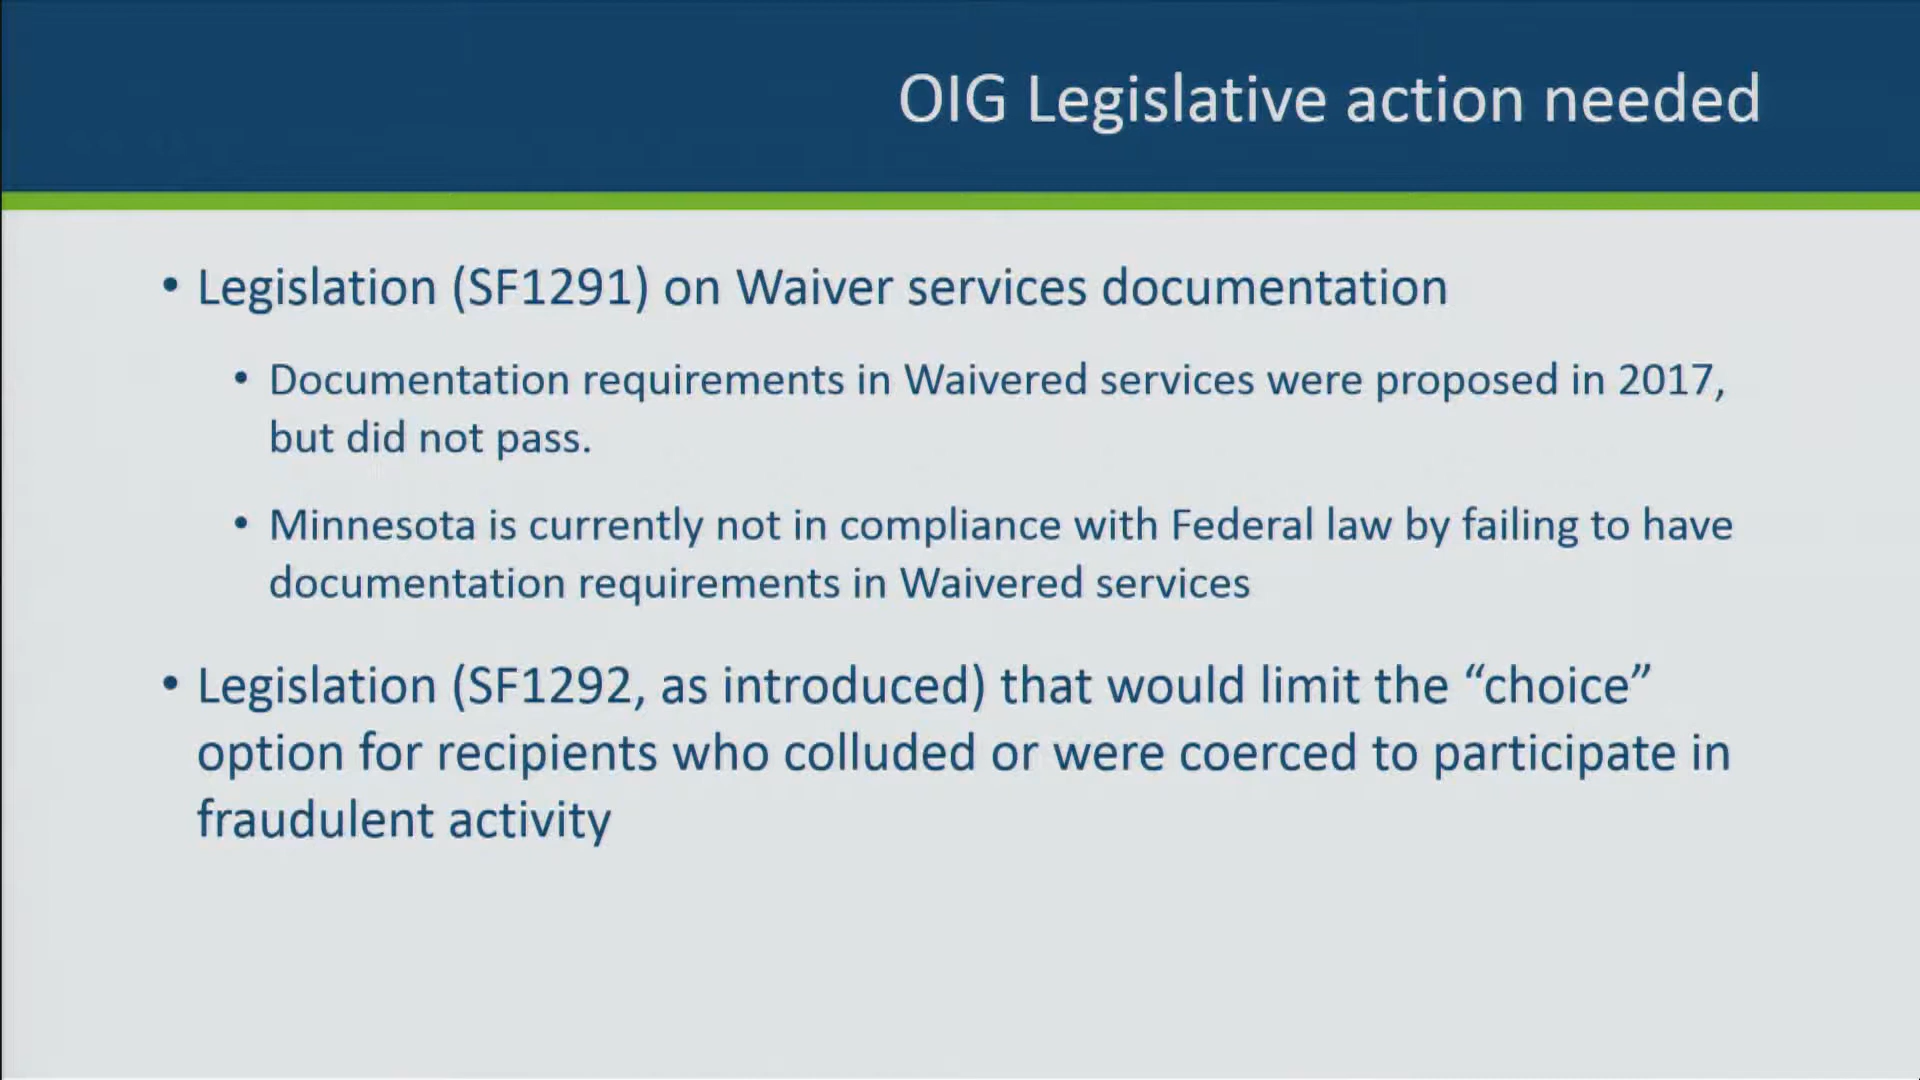 OIG Legislative action needed
• Legislation (SF1291) on Waiver services documentation
• Documentation requirements in Waivered services were proposed in 2017,
but did not pass.
• Minnesota is currently not in compliance with Federal law by failing to have
documentation requirements in Waivered services
• Legislation (SF1292, as introduced) that would limit the “choice”
option for recipients who colluded or were coerced to participate in
fraudulent activity